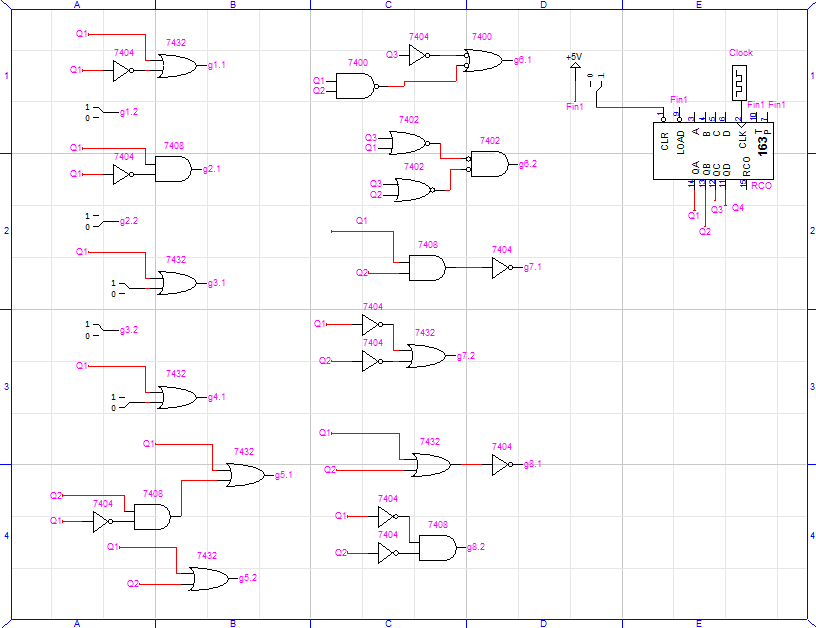 A B C D E
1
Q1
7404
7432
Q1
g1.1
1
0
g1.2
Q1
7404
7408
Q1
g2.1
2
1
0
g2.2
Q1
7432
1
0
g3.1
1
0
g3.2
3
Q1
7432
1
0
g4.1
Q1
7432
g5.1
Q2
7404
7408
Q1
4
Q1
7432
Q2
g5.2
7404
7400
Q3
g6.1
7400
Q1
Q2
7402
Q3
Q1
7402
g6.2
7402
Q3
Q2
Q1
7408
7404
Q2
g7.1
7404
Q1
7432
7404
Q2
g7.2
Q1
7432
7404
Q2
g8.1
7404
Q1
7408
7404
Q2
g8.2
+5V
Fin1
0
1
Clock
Fin1
Fin1
Fin1
1 9 3 4 5 6 2 10 7
CLR LOAD A B C D CLK T P
163
QA QB QC QD RCO
14 13 12 11 15
RCO
Q1
Q2
Q3
Q4
1
2
3
4
A B C D E